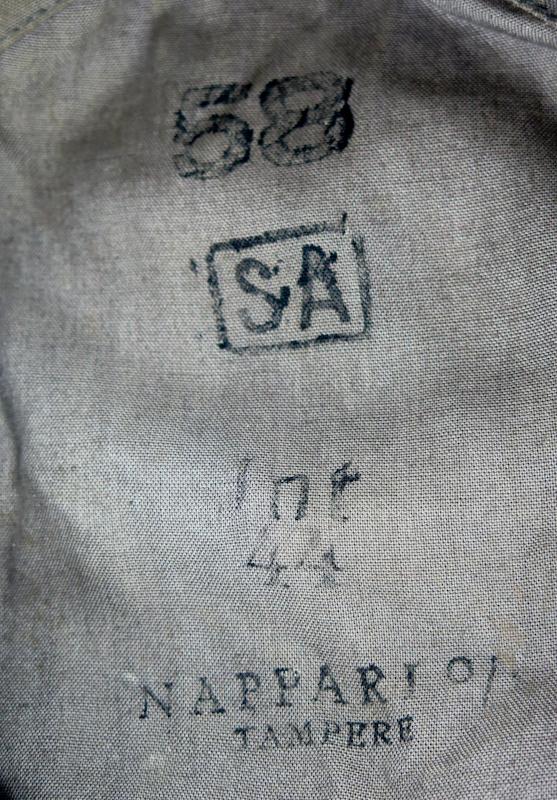 58
SA
Int
44
NAPPARI O/
TAMPERE